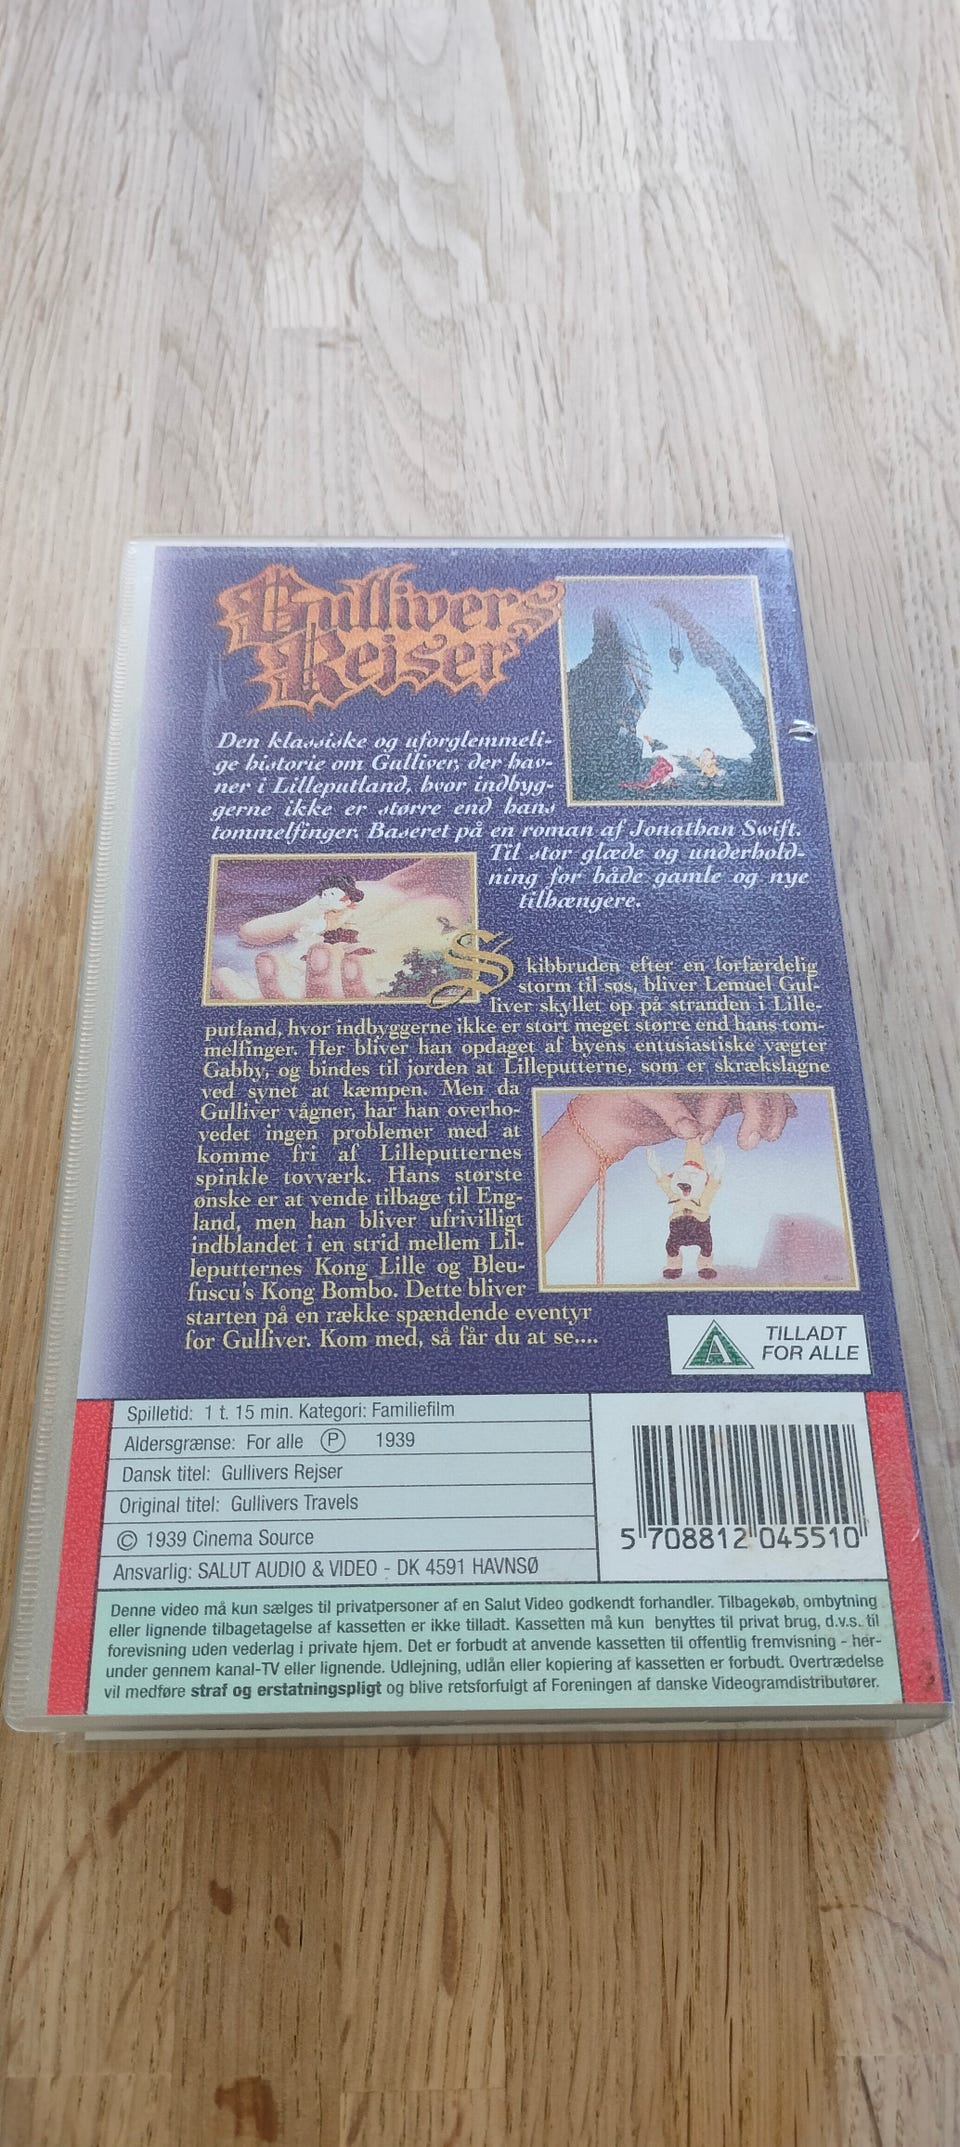 Gullivers
Rejser
Den klassiske og uforglemmeli-
ge historie om Gulliver, der hav-
ner i Lilleputland, hvor indbyg-
gerne ikke er større end hans
tommelfinger. Baseret på en roman af Jonathan Swift.
Til stor glæde og underhold-
ning for både gamle og nye
tilhængere.
Skibbruden efter en forfærdelig
storm til søs, bliver Lemuel Gul-
liver skyllet op på stranden i Lille-
putland, hvor indbyggerne ikke er stort meget større end hans tom-
melfinger. Her bliver han opdaget af byens entusiastiske vægter
Gabby, og bindes til jorden at Lilleputterne, som er skrækslagne
ved synet at kæmpen. Men da
Gulliver vågner, har han overho-
vedet ingen problemer med at
komme fri af Lilleputternes
spinkle tovværk. Hans største
ønske er at vende tilbage til Eng-
land, men han bliver ufrivilligt
indblandet i en strid mellem Lil-
leputternes Kong Lille og Bleu-
fuscu's Kong Bombo. Dette bliver
starten på en række spændende eventyr
for Gulliver. Kom med, så får du at se....
A TILLADT
FOR ALLE
Spilletid: 1 t. 15 min. Kategori: Familiefilm
Aldersgrænse: For alle Ⓟ 1939
Dansk titel: Gullivers Rejser
Original titel: Gullivers Travels
© 1939 Cinema Source
Ansvarlig: SALUT AUDIO & VIDEO - DK 4591 HAVNSØ
5 708812 045510
Denne video må kun sælges til privatpersoner af en Salut Video godkendt forhandler. Tilbagekøb, ombytning
eller lignende tilbagetagelse af kassetten er ikke tilladt. Kassetten må kun benyttes til privat brug, d.v.s. til
forevisning uden vederlag i private hjem. Det er forbudt at anvende kassetten til offentlig fremvisning - her-
under gennem kanal-TV eller lignende. Udlejning, udlån eller kopiering af kassetten er forbudt. Overtrædelse
vil medføre straf og erstatningspligt og blive retsforfulgt af Foreningen af danske Videogramdistributører.